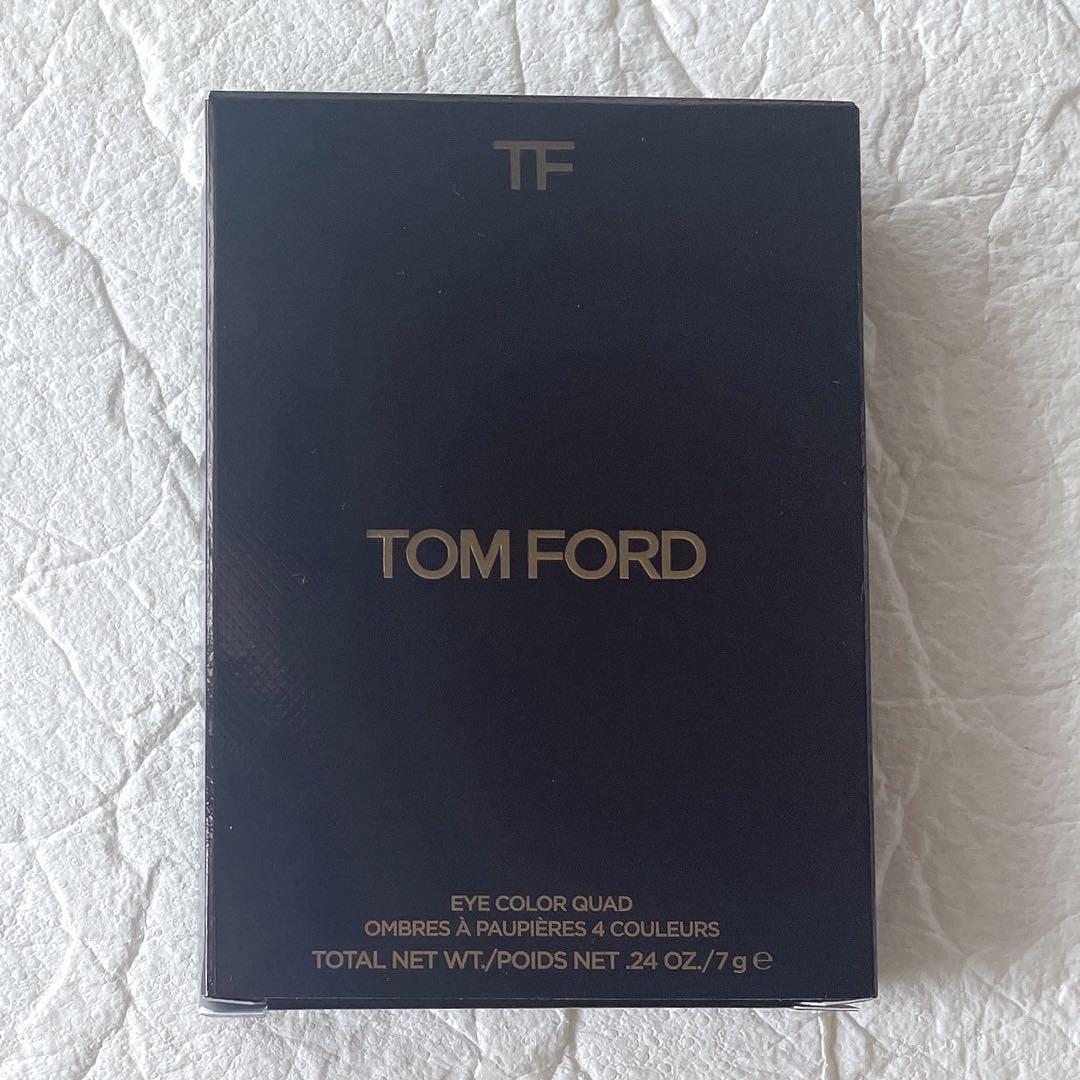 TF
TOM FORD
EYE COLOR QUAD
OMBRES À PAUPIÈRES 4 COULEURS
TOTAL NET WT./POIDS NET .24 OZ./7 g ℮